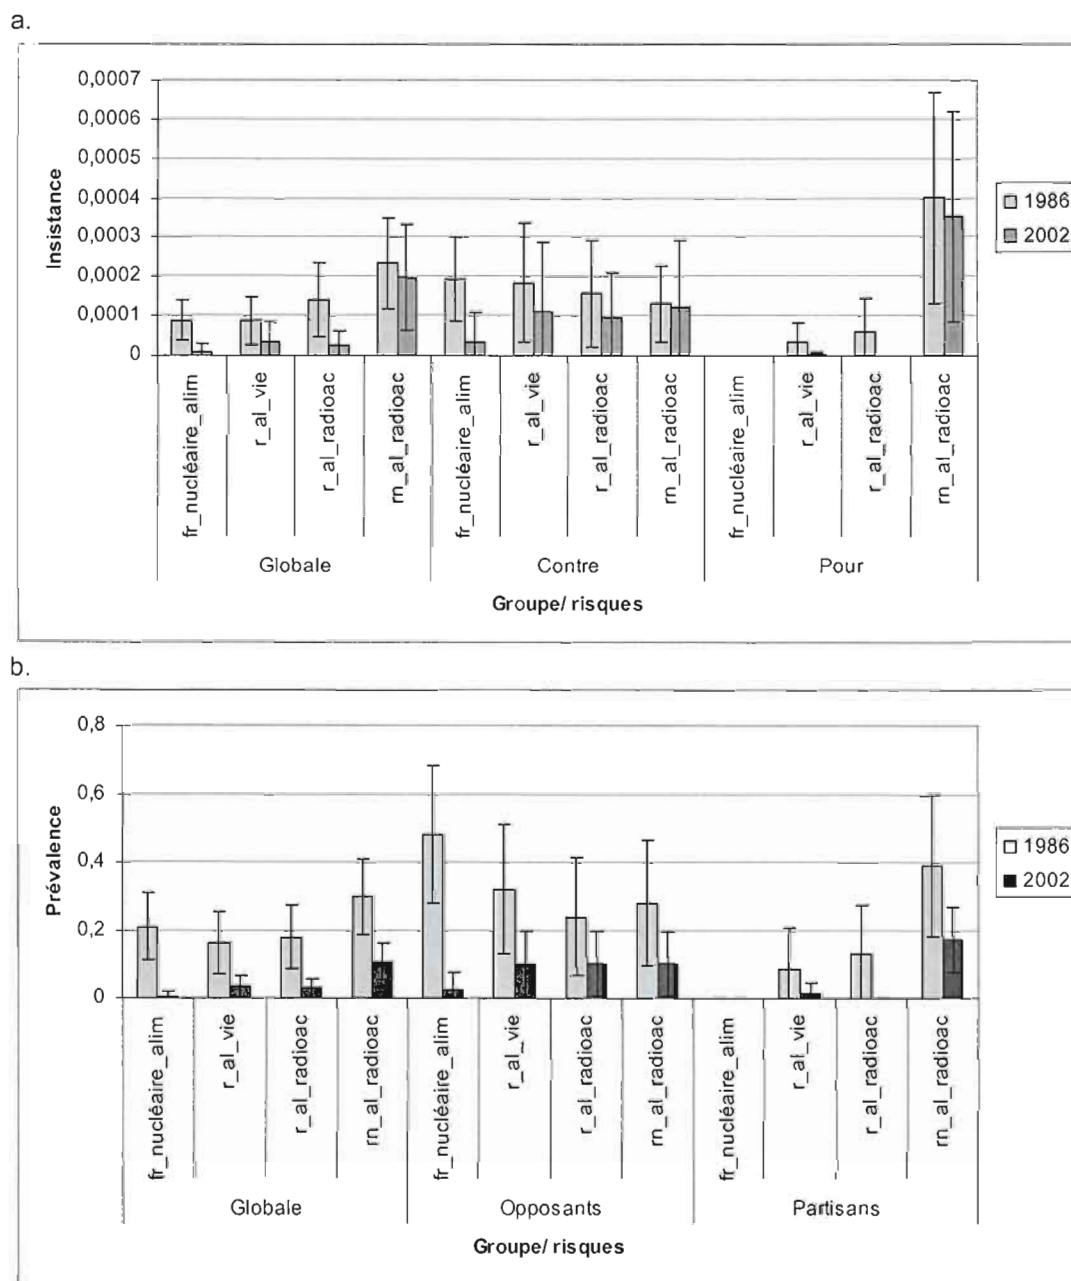 a.
0,0007
0,0006
0,0005
0,0004
0,0003
0,0002
0,0001
0
Insistance
1986
2002
fr_nucléaire_alim
r_al_vie
r_al_radioac
rn_al_radioac
fr_nucléaire_alim
r_al_vie
r_al_radioac
rn_al_radioac
fr_nucléaire_alim
r_al_vie
r_al_radioac
rn_al_radioac
Globale
Contre
Pour
Groupe/ risques
b.
0,8
0,6
0,4
0,2
0
Prévalence
1986
2002
fr_nucléaire_alim
r_al_vie
r_al_radioac
rn_al_radioac
fr_nucléaire_alim
r_al_vie
r_al_radioac
rn_al_radioac
fr_nucléaire_alim
r_al_vie
r_al_radioac
rn_al_radioac
Globale
Opposants
Partisans
Groupe/ risques